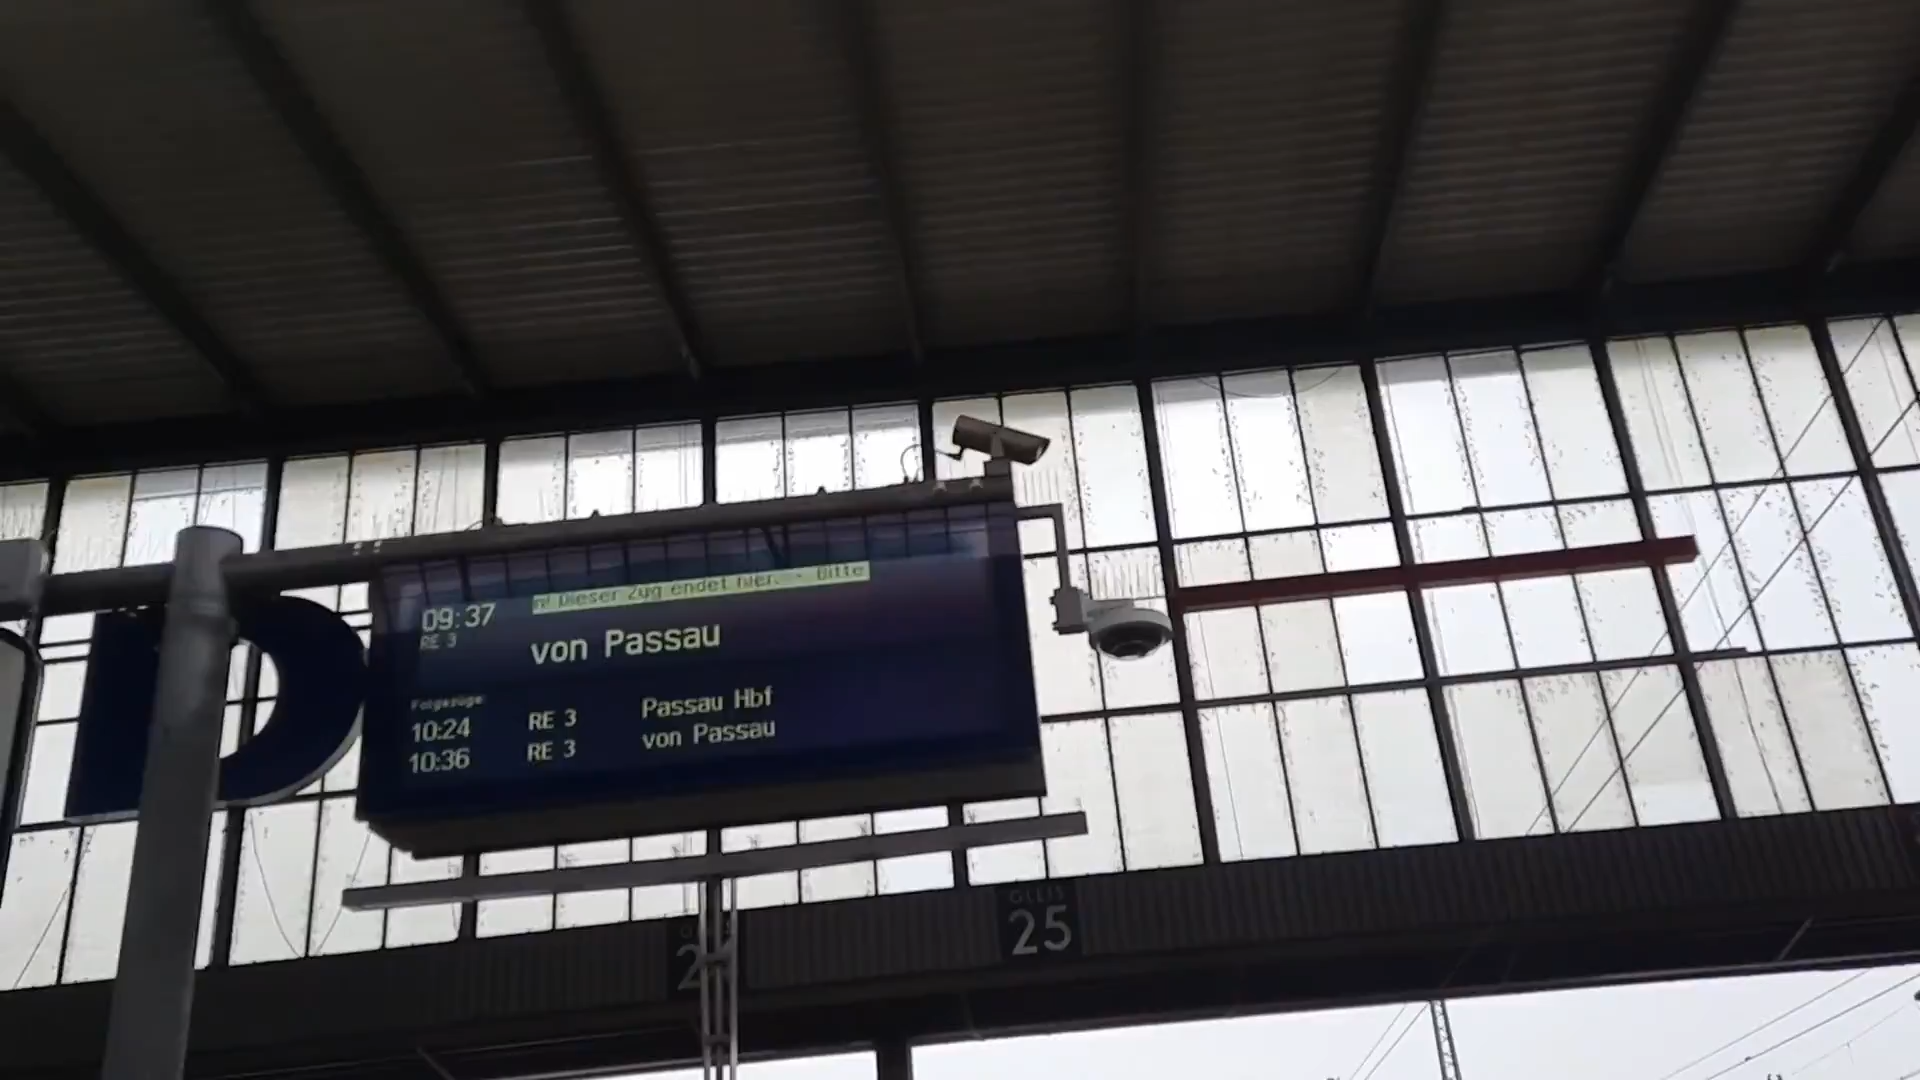 09:37
! Dieser Zug endet hier. - Bitte
RE 3
von Passau
Folgezüge
10:24 RE 3 Passau Hbf
10:36 RE 3 von Passau
D
GLEIS
25